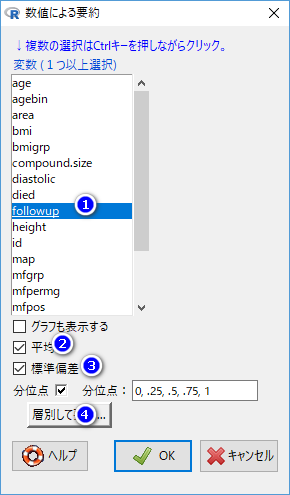 数値による要約
↓複数の選択はCtrlキーを押しながらクリック。
変数(１つ以上選択)
age
agebin
area
bmi
bmigrp
compound.size
diastolic
died
followup 1
height
id
map
mfgrp
mfpermg
mfpos
グラフも表示する
平均 2
標準偏差 3
分位点 分位点： 0, .25, .5, .75, 1
層別して 4 ...
ヘルプ OK キャンセル